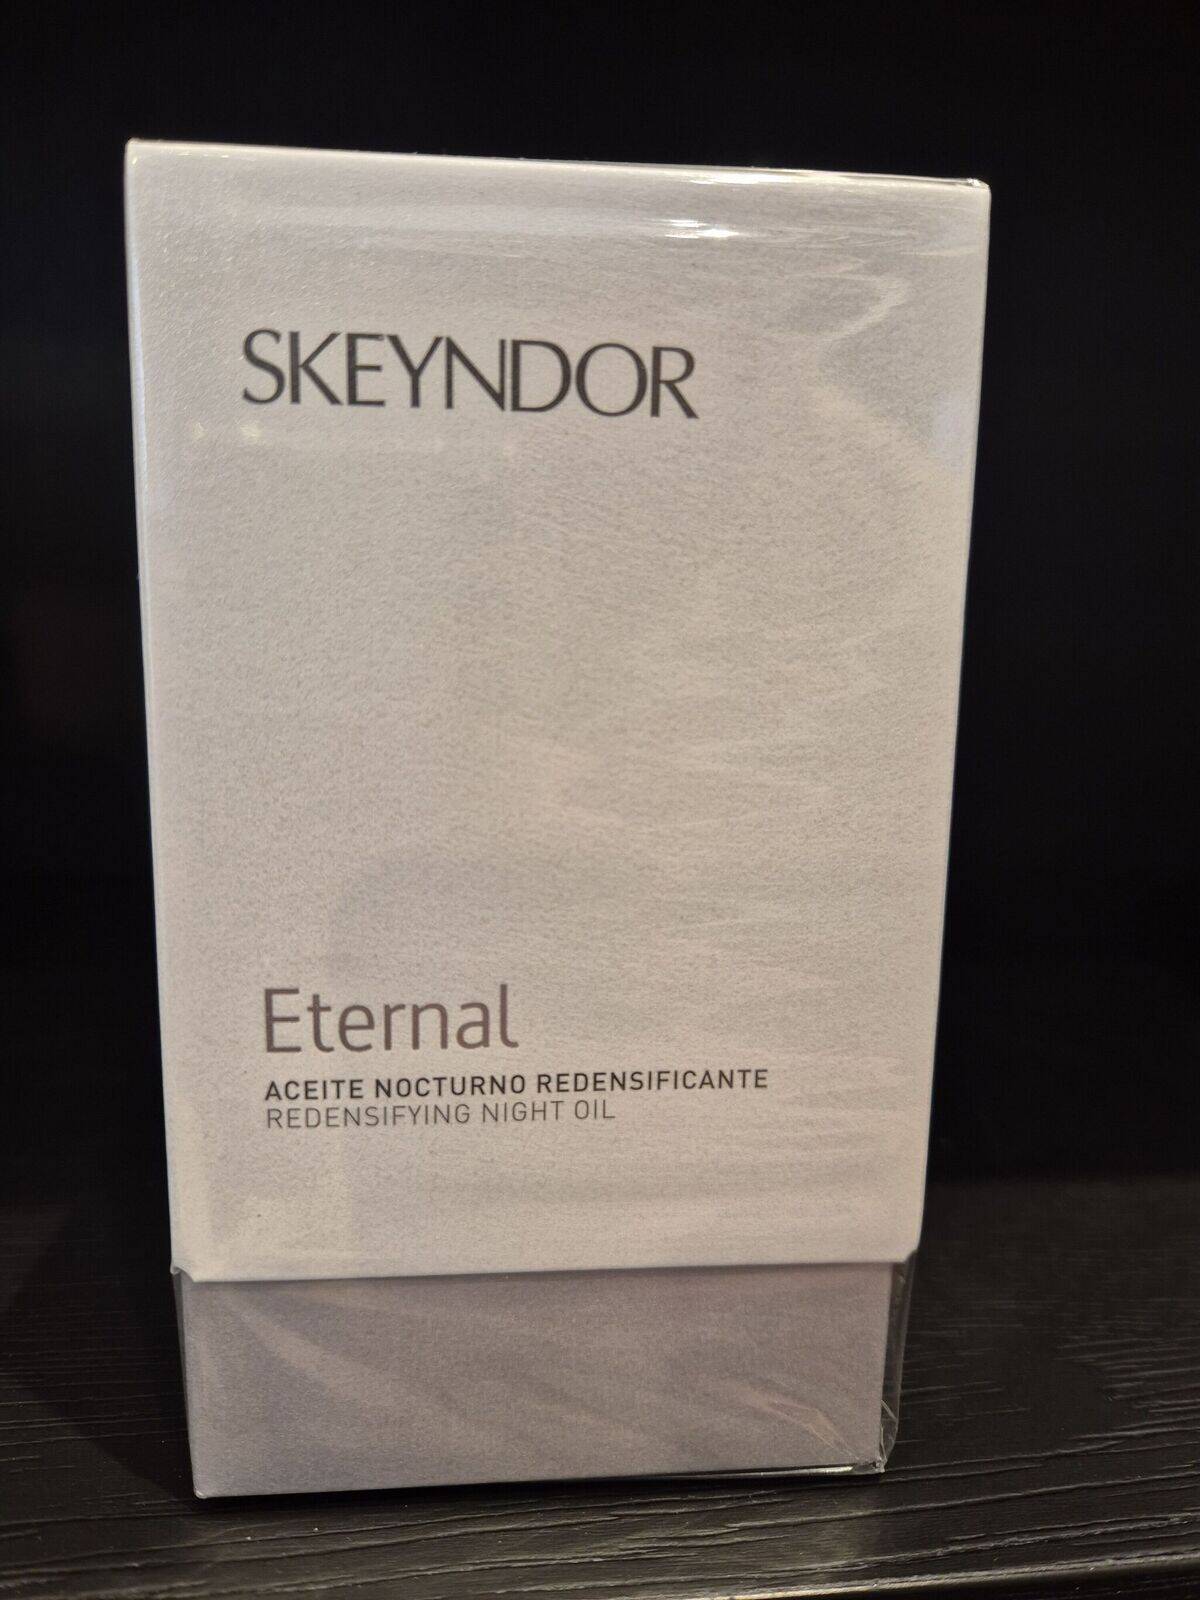 SKEYNDOR
Eternal
ACEITE NOCTURNO REDENSIFICANTE
REDENSIFYING NIGHT OIL